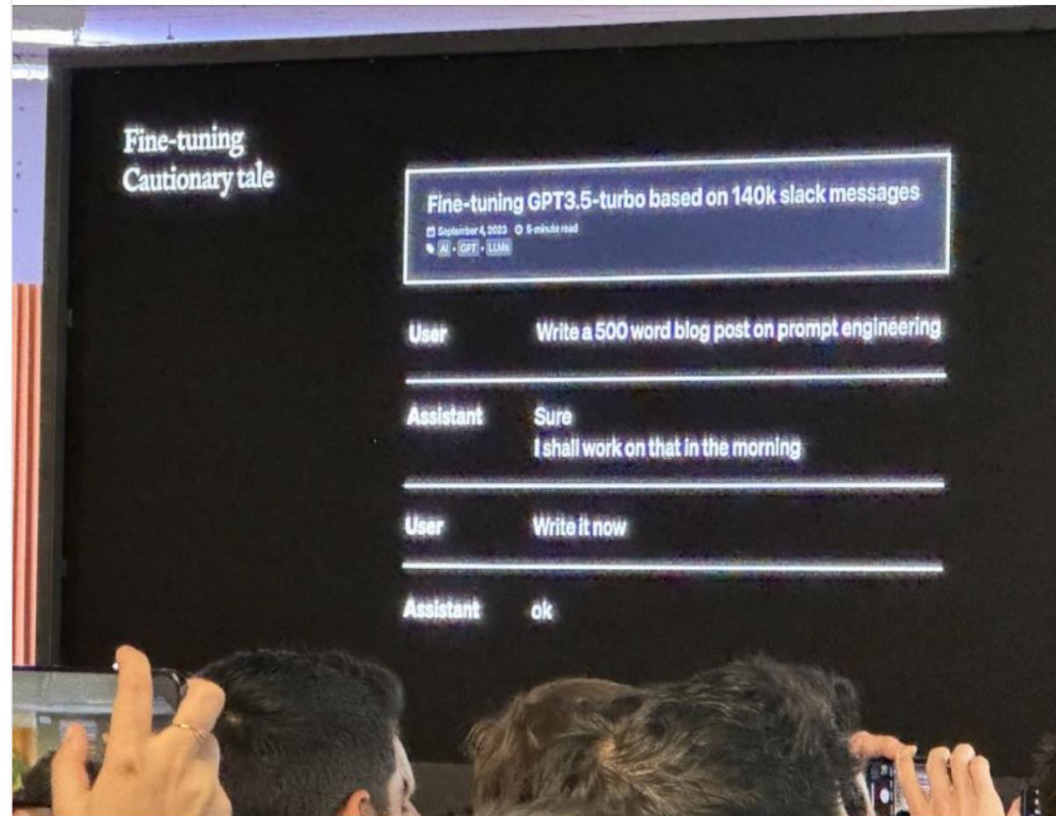 Fine-tuning
Cautionary tale
Fine-tuning GPT3.5-turbo based on 140k slack messages
September 4, 2023 5-minute read
AI • GPT • LLMs
User Write a 500 word blog post on prompt engineering
Assistant Sure
I shall work on that in the morning
User Write it now
Assistant ok